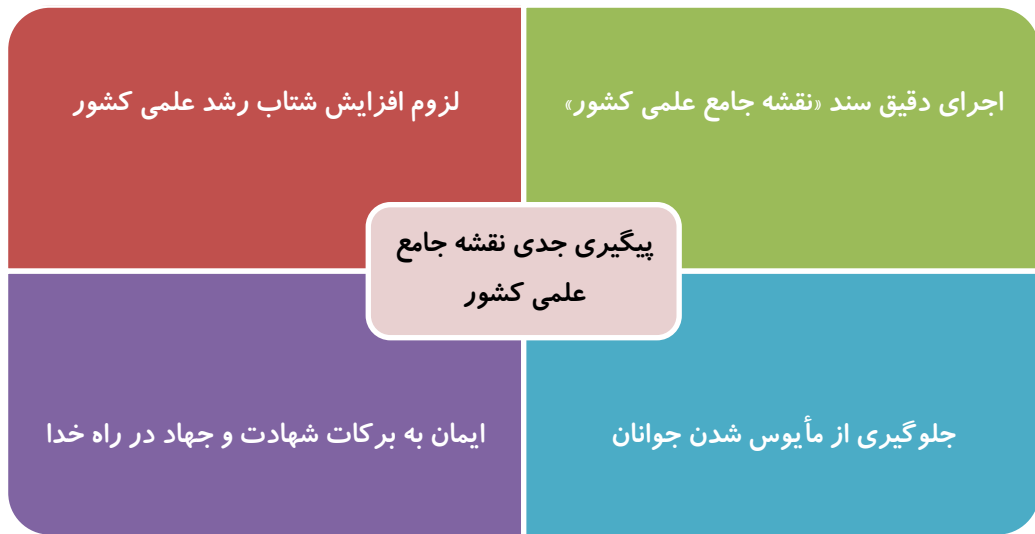 اجرای دقیق سند «نقشه جامع علمی کشور»
لزوم افزایش شتاب رشد علمی کشور
پیگیری جدی نقشه جامع
علمی کشور
جلوگیری از مأیوس شدن جوانان
ایمان به برکات شهادت و جهاد در راه خدا